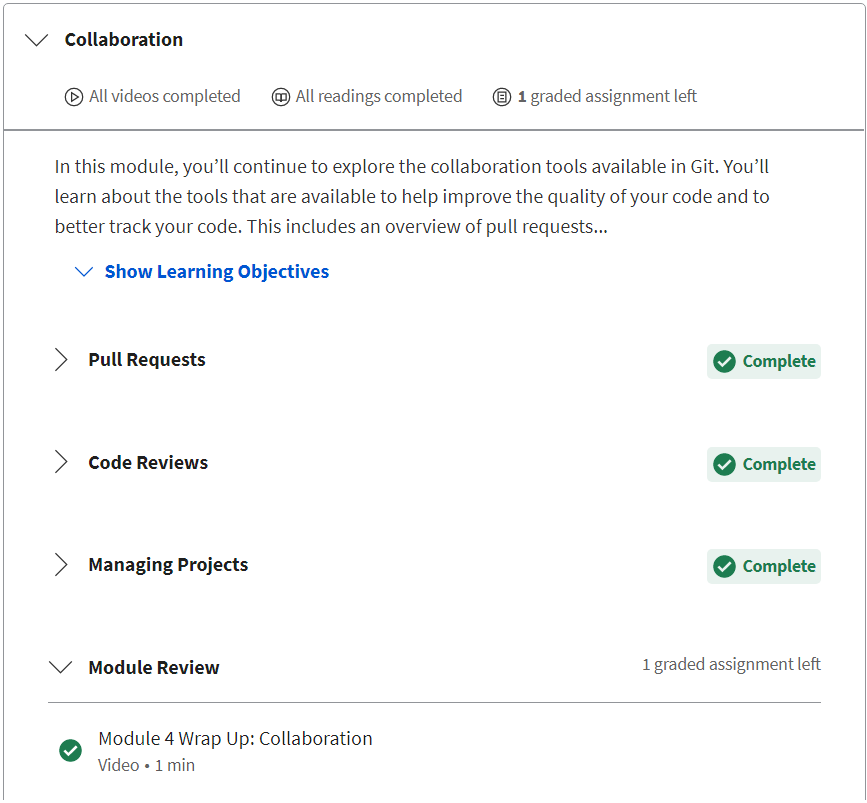 Collaboration
All videos completed
All readings completed
1 graded assignment left
In this module, you’ll continue to explore the collaboration tools available in Git. You’ll
learn about the tools that are available to help improve the quality of your code and to
better track your code. This includes an overview of pull requests...
Show Learning Objectives
Pull Requests
Complete
Code Reviews
Complete
Managing Projects
Complete
Module Review
1 graded assignment left
Module 4 Wrap Up: Collaboration
Video • 1 min